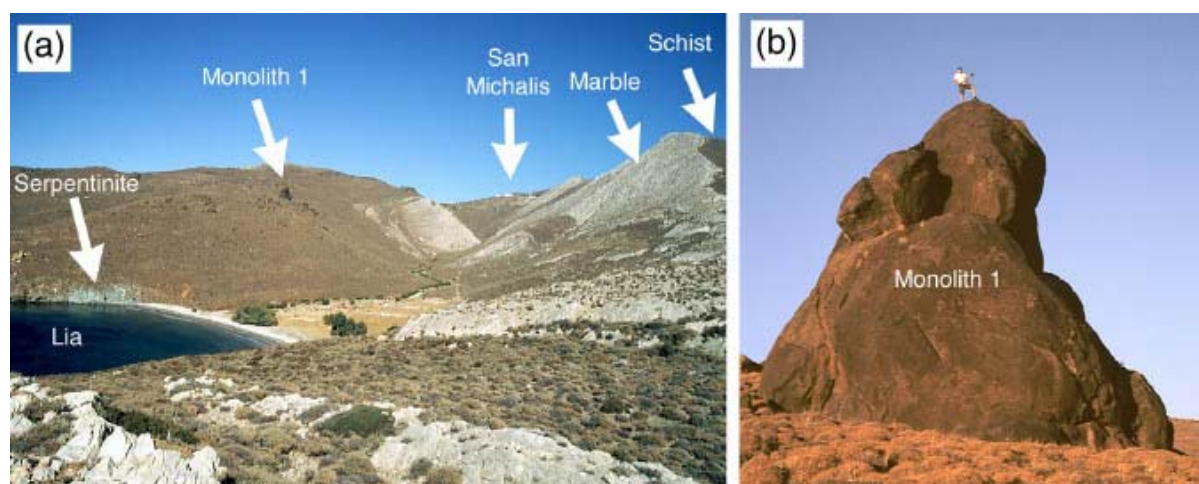 (a)
Monolith 1
San
Michalis
Marble
Schist
Serpentinite
Lia
(b)
Monolith 1